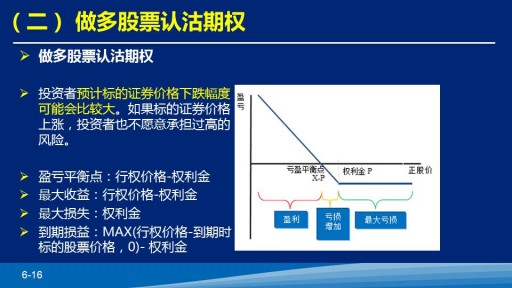 （二） 做多股票认沽期权
做多股票认沽期权
投资者预计标的证券价格下跌幅度
可能会比较大。如果标的证券价格
上涨，投资者也不愿意承担过高的
风险。
盈亏平衡点：行权价格-权利金
最大收益：行权价格-权利金
最大损失：权利金
到期损益：MAX(行权价格-到期时
标的股票价格，0)- 权利金
盈
亏
亏盈平衡点
X-P
权利金 P
正股价
盈利
亏损
增加
最大亏损
6-16